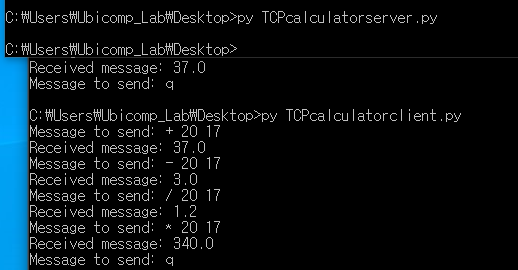 C:₩Users₩Ubicomp_Lab₩Desktop>py TCPcalculatorserver.py
C:₩Users₩Ubicomp_Lab₩Desktop>
Received message: 37.0
Message to send: q
C:₩Users₩Ubicomp_Lab₩Desktop>py TCPcalculatorclient.py
Message to send: + 20 17
Received message: 37.0
Message to send: - 20 17
Received message: 3.0
Message to send: / 20 17
Received message: 1.2
Message to send: * 20 17
Received message: 340.0
Message to send: q